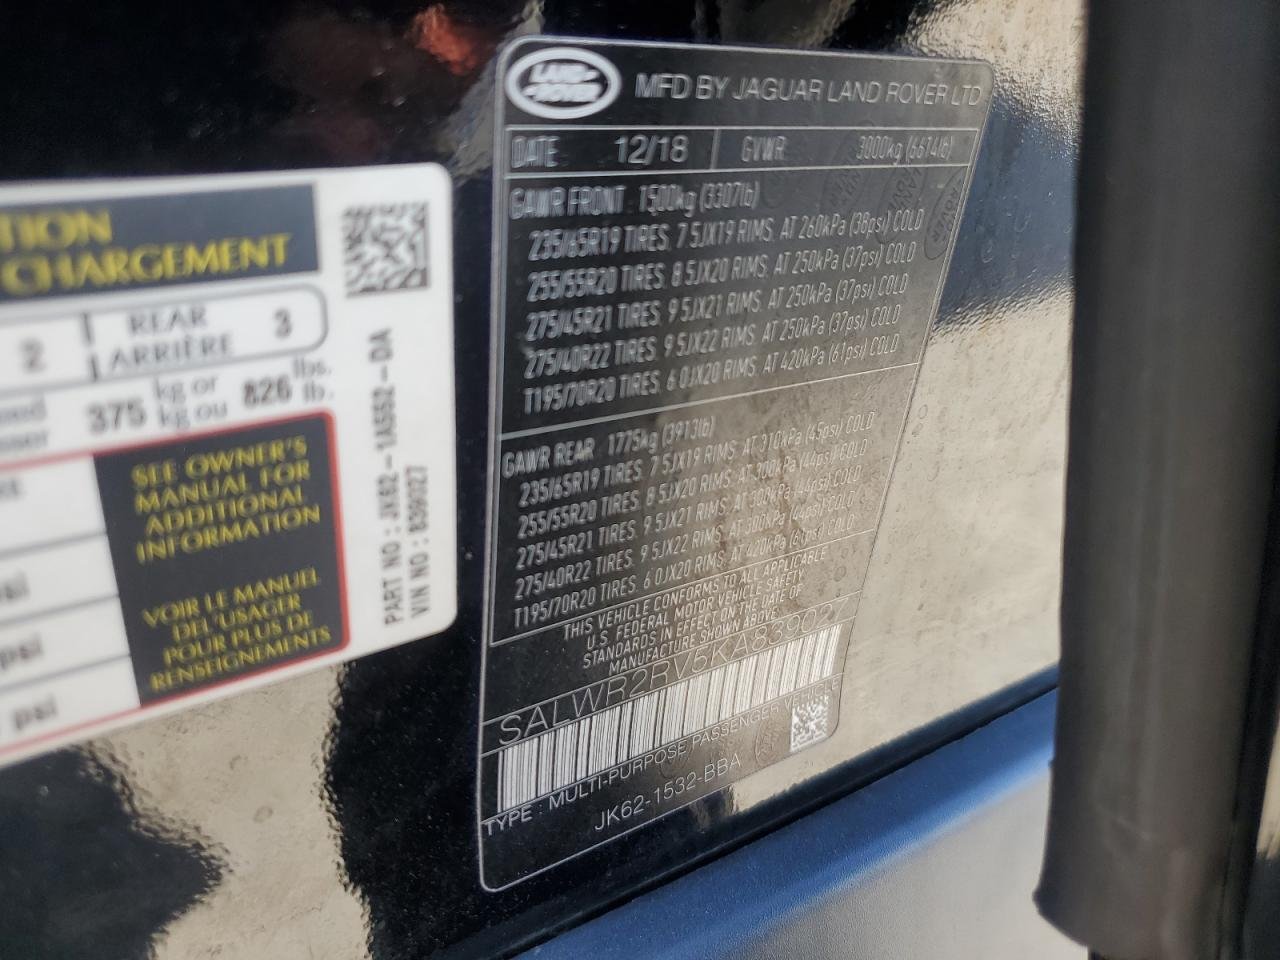 TION
CHARGEMENT
2
REAR
ARRIÈRE
3
375
kg or
kg ou
826
lbs.
lb.
SEE OWNER'S
MANUAL FOR
ADDITIONAL
INFORMATION
VOIR LE MANUEL
DE L'USAGER
POUR PLUS DE
RENSEIGNEMENTS
psi
psi
PART NO : JK62-1A552-DA
VIN NO : 839027
LAND
ROVER
MFD BY JAGUAR LAND ROVER LTD
DATE 12/18 GVWR 3000kg (6614lb)
GAWR FRONT 1500kg (3307lb)
235/65R19 TIRES, 7.5JX19 RIMS, AT 260kPa (38psi) COLD
255/55R20 TIRES, 8.5JX20 RIMS, AT 250kPa (37psi) COLD
275/45R21 TIRES, 9.5JX21 RIMS, AT 250kPa (37psi) COLD
275/40R22 TIRES, 9.5JX22 RIMS, AT 250kPa (37psi) COLD
T195/70R20 TIRES, 6.0JX20 RIMS, AT 420kPa (61psi) COLD
GAWR REAR 1775kg (3913lb)
235/65R19 TIRES, 7.5JX19 RIMS, AT 310kPa (45psi) COLD
255/55R20 TIRES, 8.5JX20 RIMS, AT 300kPa (44psi) COLD
275/45R21 TIRES, 9.5JX21 RIMS, AT 300kPa (44psi) COLD
275/40R22 TIRES, 9.5JX22 RIMS, AT 300kPa (44psi) COLD
T195/70R20 TIRES, 6.0JX20 RIMS, AT 420kPa (61psi) COLD
THIS VEHICLE CONFORMS TO ALL APPLICABLE
U.S. FEDERAL MOTOR VEHICLE SAFETY
STANDARDS IN EFFECT ON THE DATE OF
MANUFACTURE SHOWN ABOVE.
SALWR2RV5KA839027
TYPE : MULTI-PURPOSE PASSENGER VEHICLE
JK62-1532-BBA